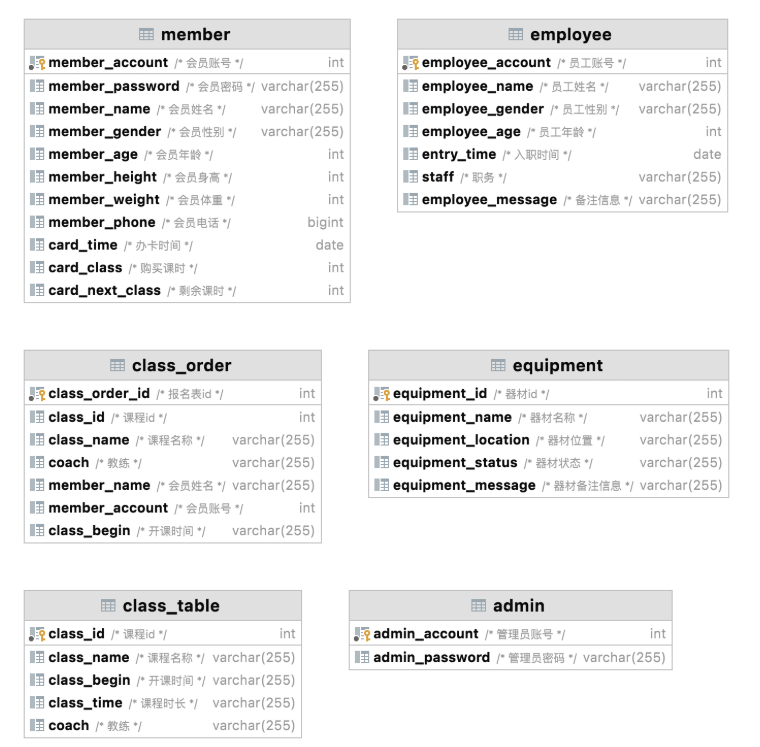 member
member_account /* 会员账号 */ int
member_password /* 会员密码 */ varchar(255)
member_name /* 会员姓名 */ varchar(255)
member_gender /* 会员性别 */ varchar(255)
member_age /* 会员年龄 */ int
member_height /* 会员身高 */ int
member_weight /* 会员体重 */ int
member_phone /* 会员电话 */ bigint
card_time /* 办卡时间 */ date
card_class /* 购买课时 */ int
card_next_class /* 剩余课时 */ int
employee
employee_account /* 员工账号 */ int
employee_name /* 员工姓名 */ varchar(255)
employee_gender /* 员工性别 */ varchar(255)
employee_age /* 员工年龄 */ int
entry_time /* 入职时间 */ date
staff /* 职务 */ varchar(255)
employee_message /* 备注信息 */ varchar(255)
class_order
class_order_id /* 报名表id */ int
class_id /* 课程id */ int
class_name /* 课程名称 */ varchar(255)
coach /* 教练 */ varchar(255)
member_name /* 会员姓名 */ varchar(255)
member_account /* 会员账号 */ int
class_begin /* 开课时间 */ varchar(255)
equipment
equipment_id /* 器材id */ int
equipment_name /* 器材名称 */ varchar(255)
equipment_location /* 器材位置 */ varchar(255)
equipment_status /* 器材状态 */ varchar(255)
equipment_message /* 器材备注信息 */ varchar(255)
class_table
class_id /* 课程id */ int
class_name /* 课程名称 */ varchar(255)
class_begin /* 开课时间 */ varchar(255)
class_time /* 课程时长 */ varchar(255)
coach /* 教练 */ varchar(255)
admin
admin_account /* 管理员账号 */ int
admin_password /* 管理员密码 */ varchar(255)